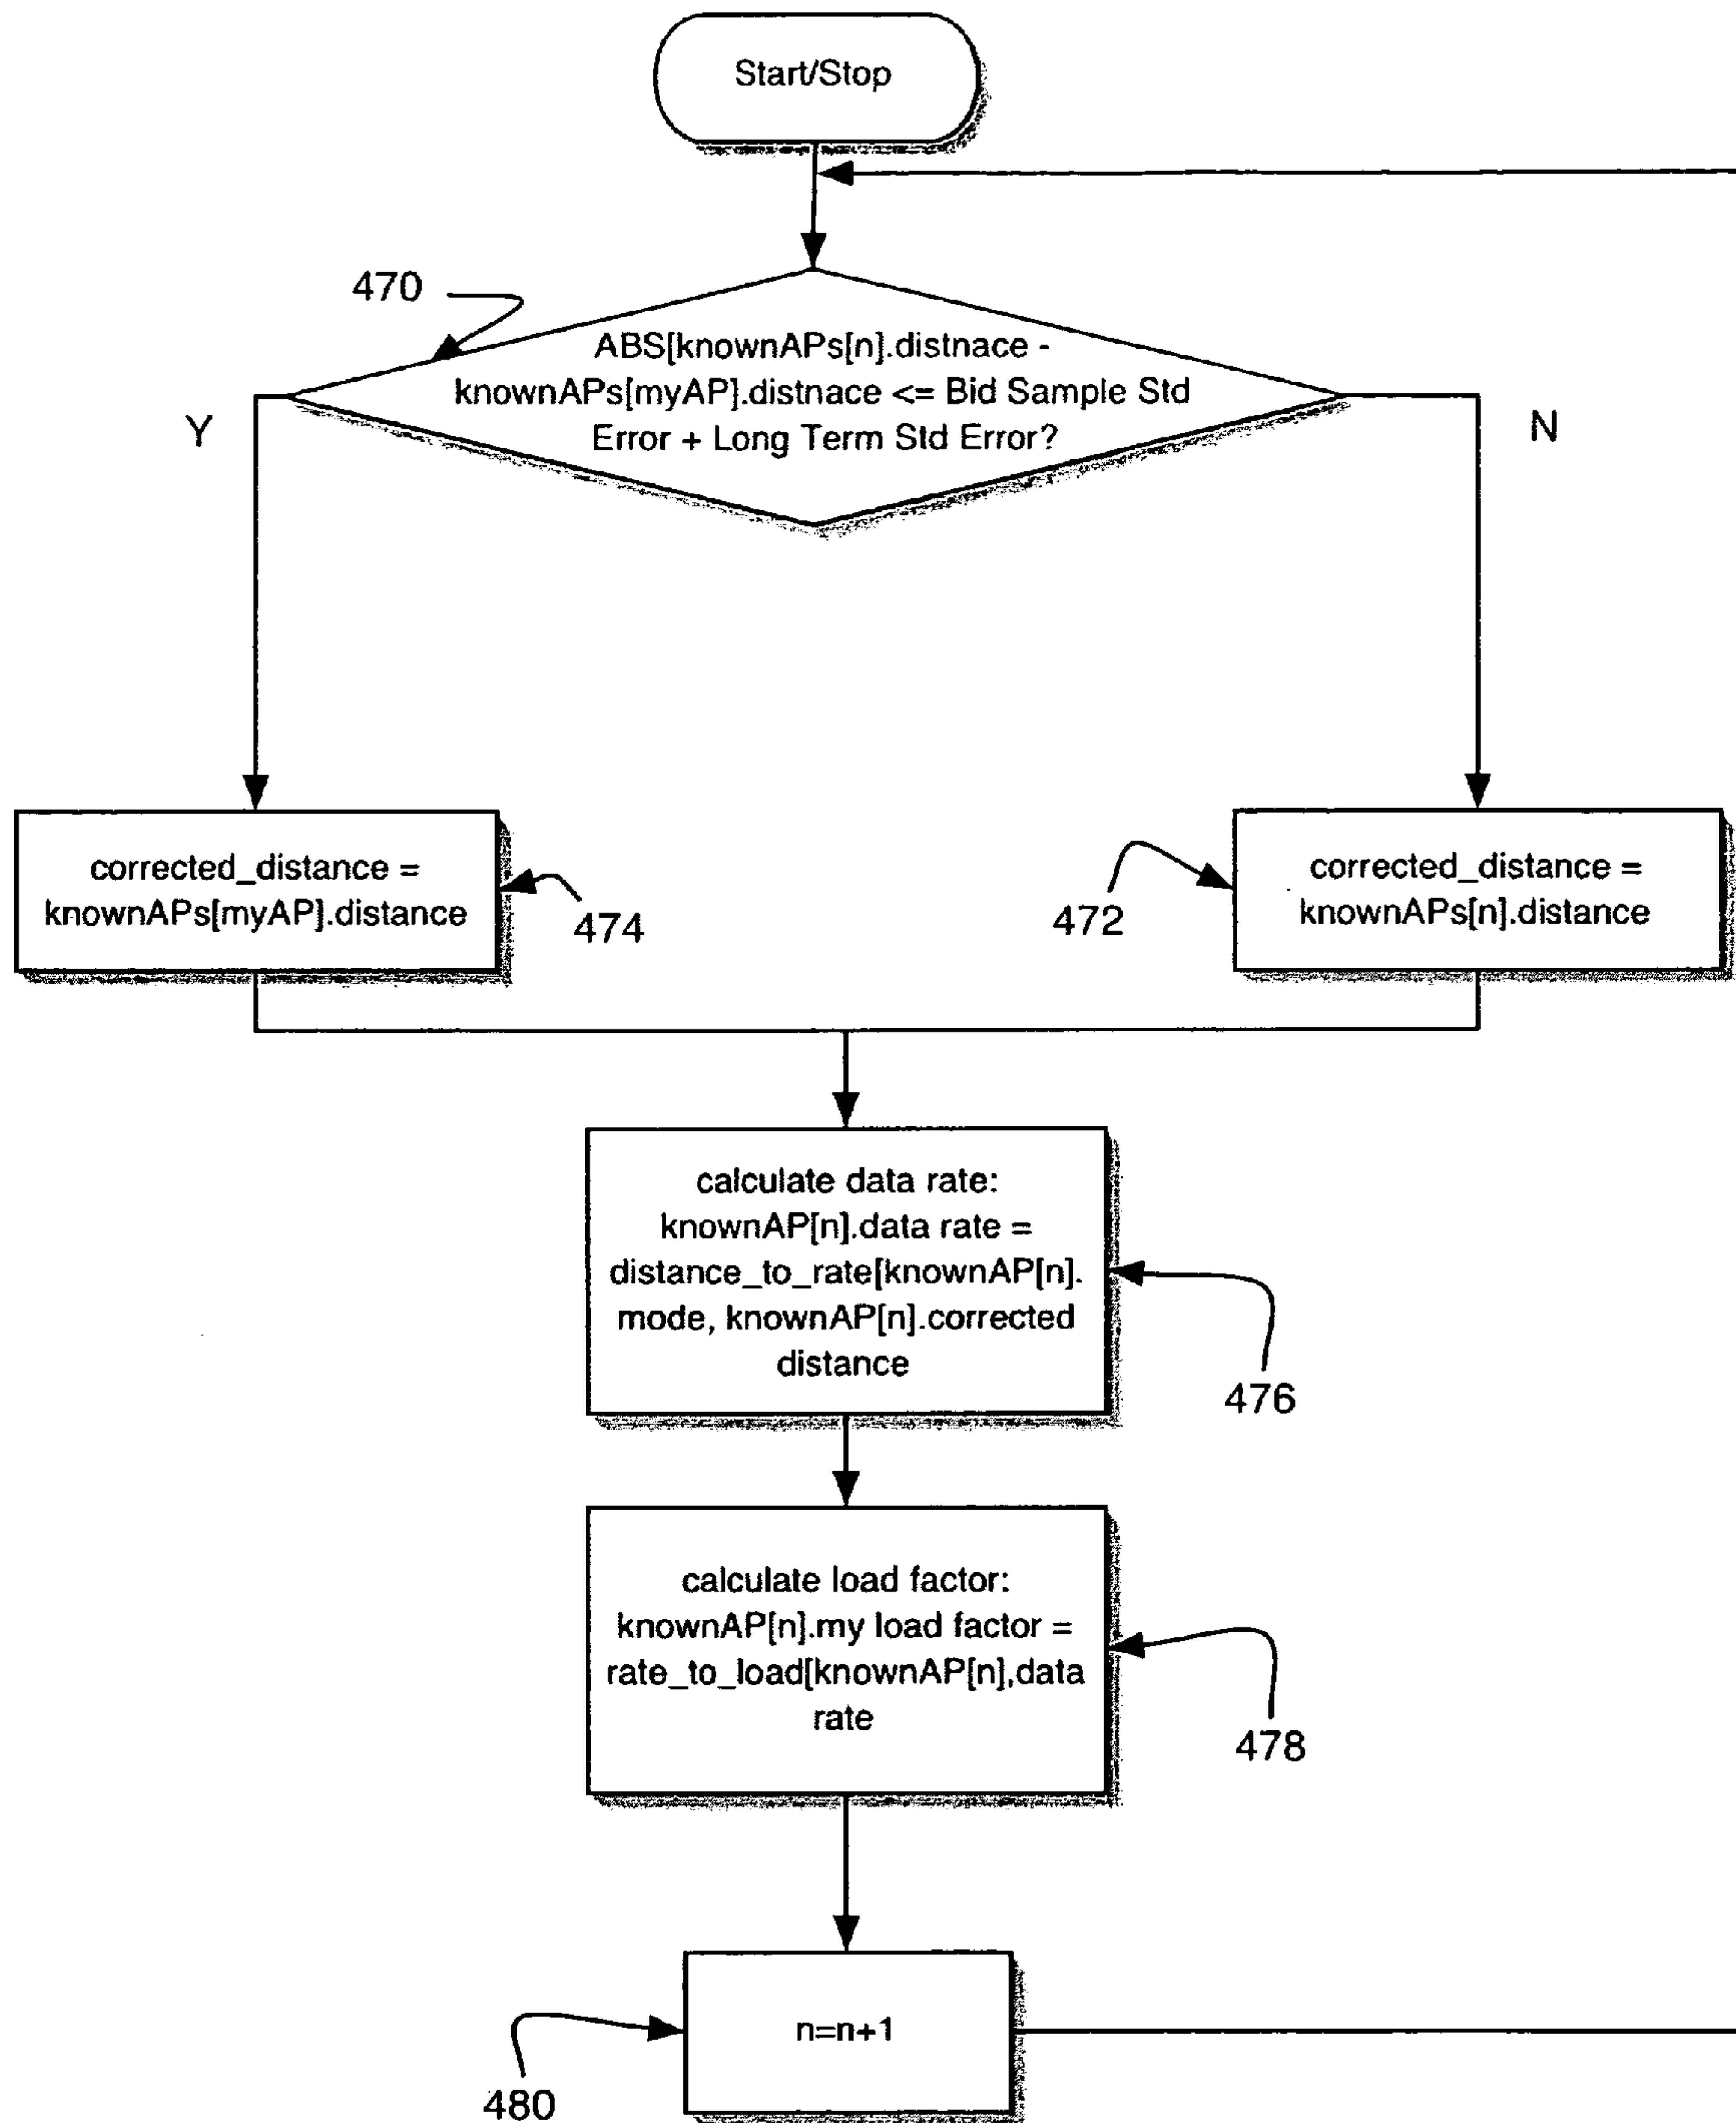 Start/Stop
470
ABS[knownAPs[n].distnace -
knownAPs[myAP].distnace <= Bid Sample Std
Error + Long Term Std Error?
Y
N
corrected_distance =
knownAPs[myAP].distance
474
472
corrected_distance =
knownAPs[n].distance
calculate data rate:
knownAP[n].data rate =
distance_to_rate[knownAP[n].
mode, knownAP[n].corrected
distance
476
calculate load factor:
knownAP[n].my load factor =
rate_to_load[knownAP[n],data
rate
478
n=n+1
480